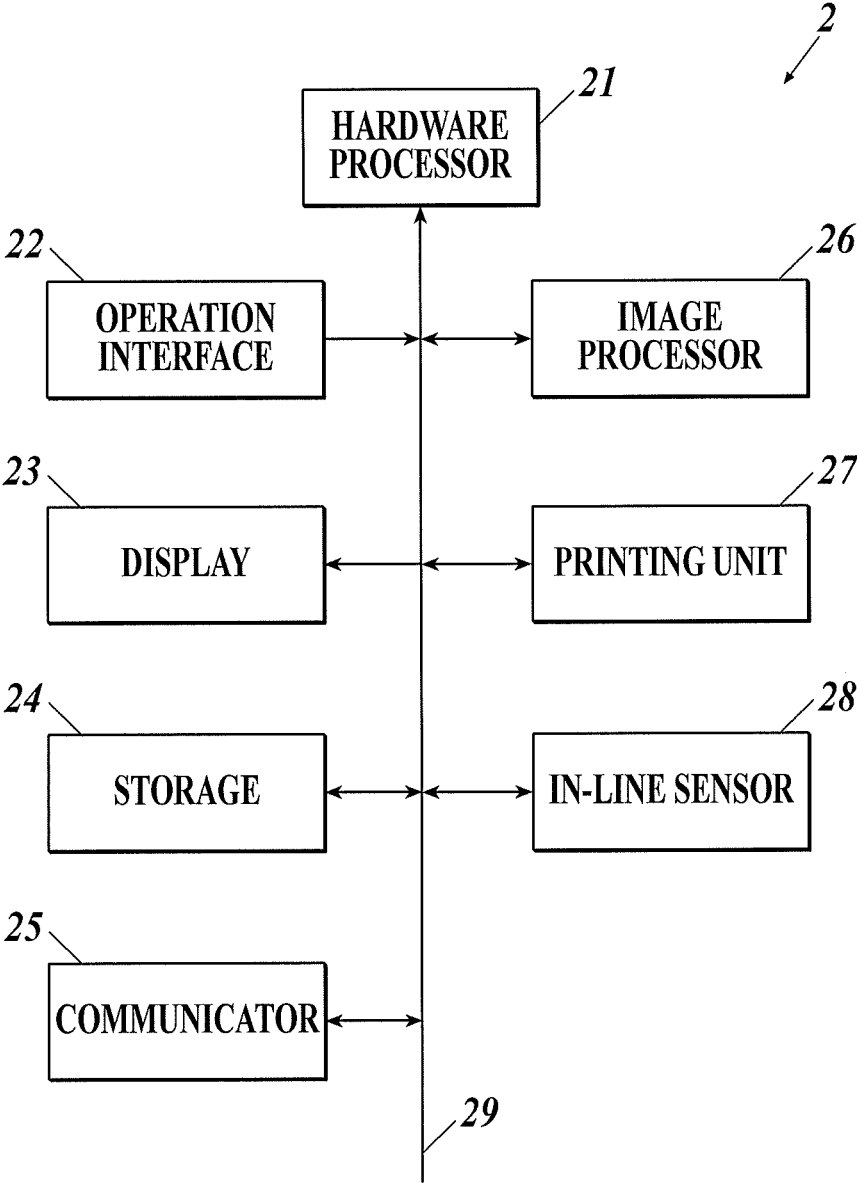 2
21
HARDWARE
PROCESSOR
22
OPERATION
INTERFACE
26
IMAGE
PROCESSOR
23
DISPLAY
27
PRINTING UNIT
24
STORAGE
28
IN-LINE SENSOR
25
COMMUNICATOR
29